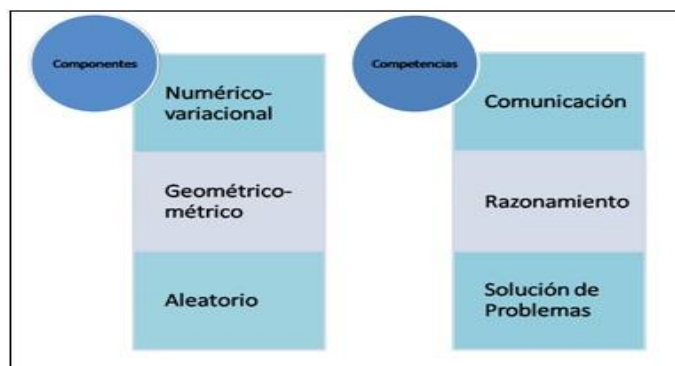 Componentes
Numérico-
variacional
Geométrico-
métrico
Aleatorio
Competencias
Comunicación
Razonamiento
Solución de
Problemas